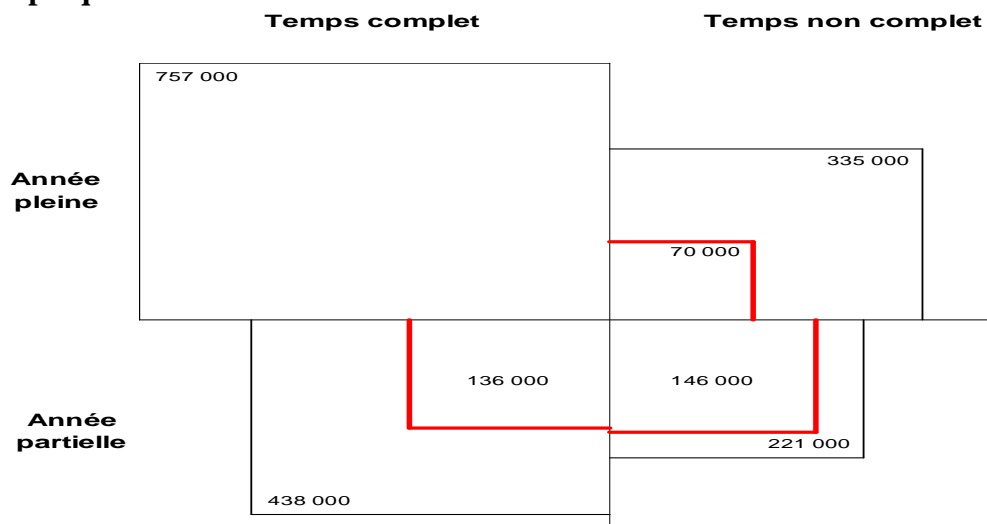 Temps complet
Temps non complet
757 000
335 000
Année
pleine
70 000
136 000
146 000
Année
partielle
221 000
438 000